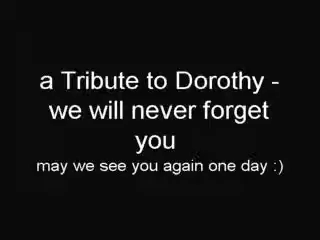 a Tribute to Dorothy -
we will never forget
you
may we see you again one day :)